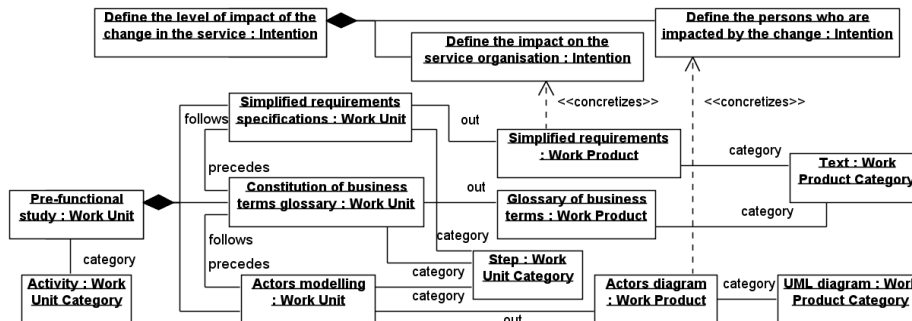 Define the level of impact of the
change in the service : Intention
Define the persons who are
impacted by the change : Intention
Define the impact on the
service organisation : Intention
<<concretizes>>
<<concretizes>>
Simplified requirements
specifications : Work Unit
follows
out
Simplified requirements
: Work Product
category
Text : Work
Product Category
precedes
Constitution of business
terms glossary : Work Unit
out
Glossary of business
terms : Work Product
category
Pre-functional
study : Work Unit
follows
category
category
Step : Work
Unit Category
precedes
category
category
Activity : Work
Unit Category
Actors modelling
: Work Unit
out
Actors diagram
: Work Product
category
UML diagram : Work
Product Category